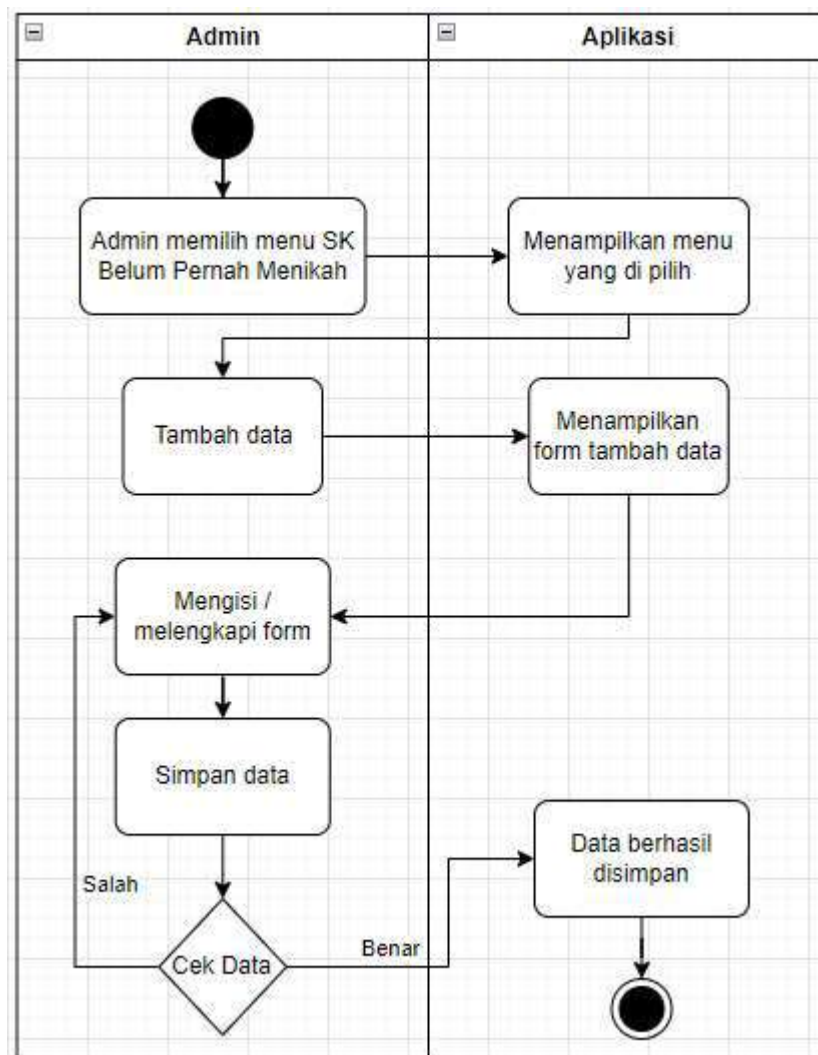 Admin
Aplikasi
Admin memilih menu SK
Belum Pernah Menikah
Menampilkan menu
yang di pilih
Tambah data
Menampilkan
form tambah data
Mengisi /
melengkapi form
Simpan data
Data berhasil
disimpan
Salah
Benar
Cek Data